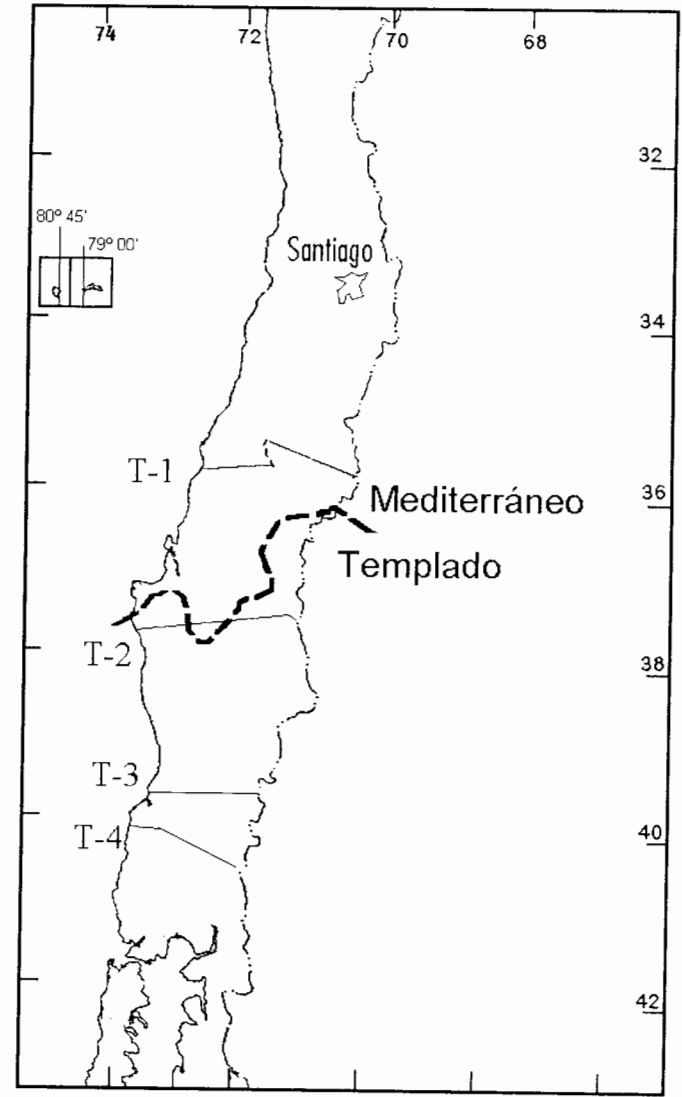 74 72 70 68
32
80° 45'
79° 00'
Santiago
34
T-1
36
Mediterráneo
Templado
T-2
38
T-3
T-4
40
42